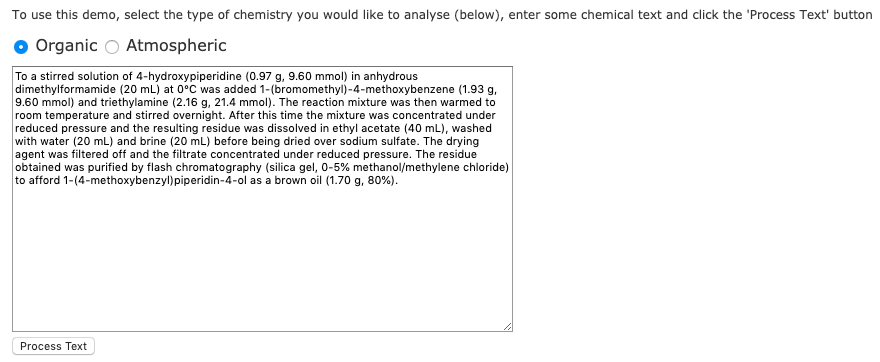 To use this demo, select the type of chemistry you would like to analyse (below), enter some chemical text and click the 'Process Text' button
Organic Atmospheric
To a stirred solution of 4-hydroxypiperidine (0.97 g, 9.60 mmol) in anhydrous
dimethylformamide (20 mL) at 0°C was added 1-(bromomethyl)-4-methoxybenzene (1.93 g,
9.60 mmol) and triethylamine (2.16 g, 21.4 mmol). The reaction mixture was then warmed to
room temperature and stirred overnight. After this time the mixture was concentrated under
reduced pressure and the resulting residue was dissolved in ethyl acetate (40 mL), washed
with water (20 mL) and brine (20 mL) before being dried over sodium sulfate. The drying
agent was filtered off and the filtrate concentrated under reduced pressure. The residue
obtained was purified by flash chromatography (silica gel, 0-5% methanol/methylene chloride)
to afford 1-(4-methoxybenzyl)piperidin-4-ol as a brown oil (1.70 g, 80%).
Process Text